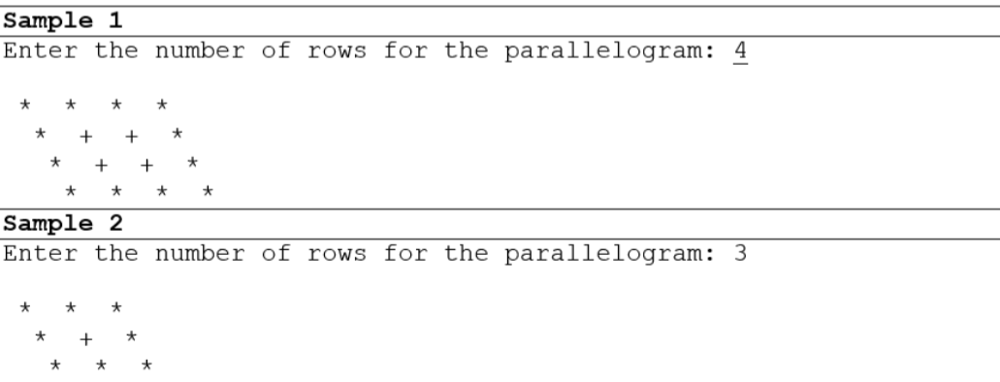 Sample 1
Enter the number of rows for the parallelogram: 4
 *  *  *  *
  *  +  +  *
   *  +  +  *
    *  *  *  *
Sample 2
Enter the number of rows for the parallelogram: 3
 *  *  *
  *  +  *
   *  *  *